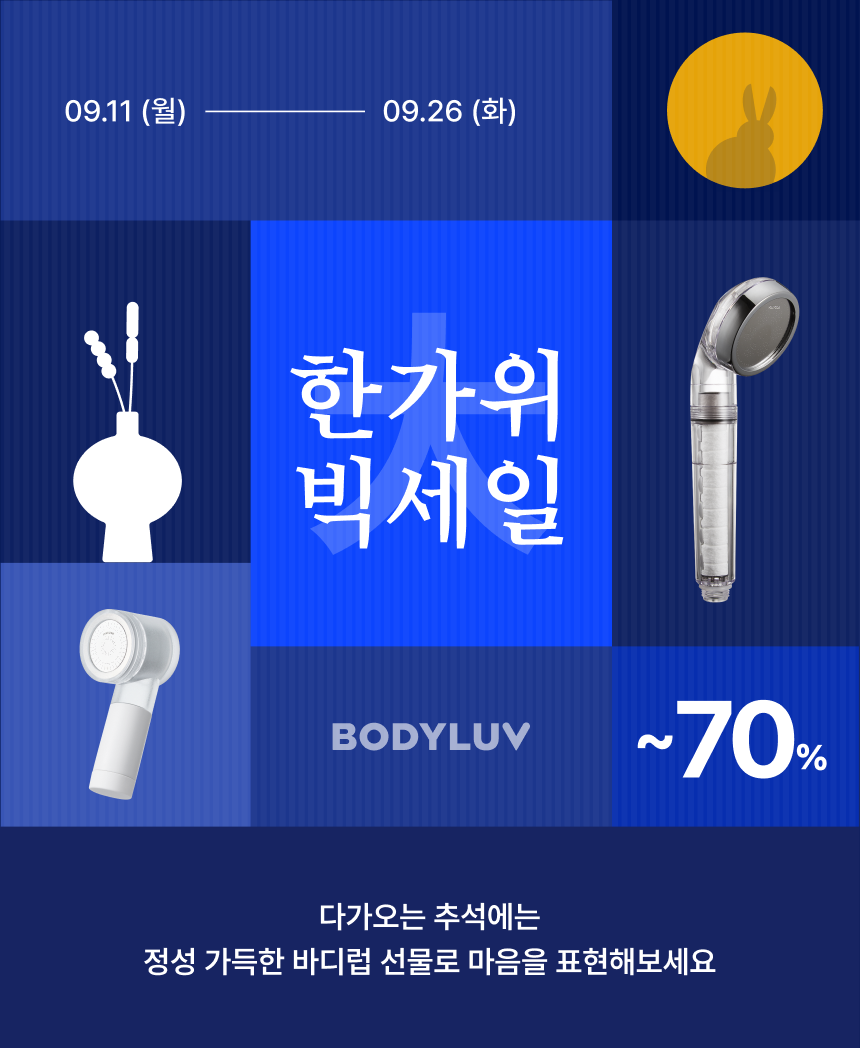 09.11 (월) 09.26 (화)
大
한가위
빅세일
BODYLUV
~70%
다가오는 추석에는
정성 가득한 바디럽 선물로 마음을 표현해보세요